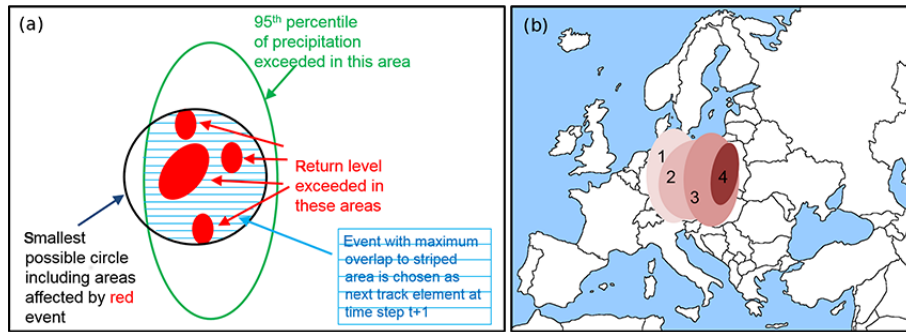 (a)
95th percentile
of precipitation
exceeded in this area
Return level
exceeded in
these areas
Smallest
possible circle
including areas
affected by red
event
Event with maximum
overlap to striped
area is chosen as
next track element at
time step t+1
(b)
1
2
3
4